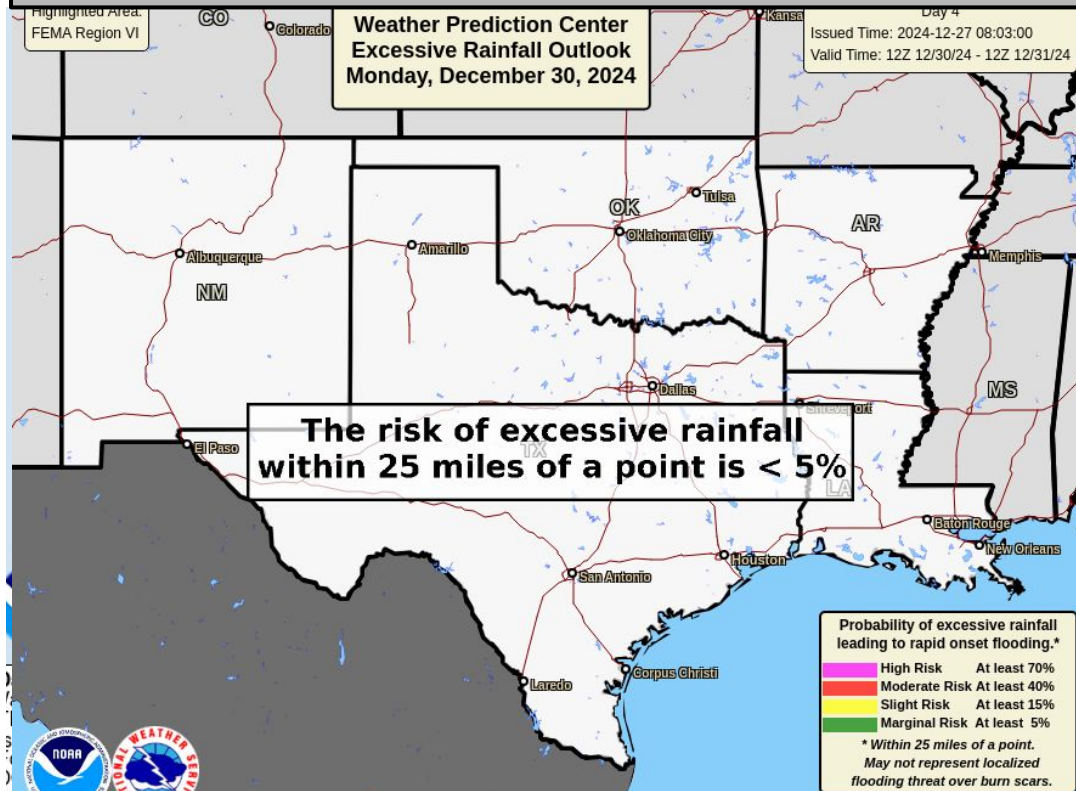 Highlighted Area:
FEMA Region VI
Weather Prediction Center
Excessive Rainfall Outlook
Monday, December 30, 2024
Day 4
Issued Time: 2024-12-27 08:03:00
Valid Time: 12Z 12/30/24 - 12Z 12/31/24
CO
Colorado
Kansa
Tulsa
OK
Oklahoma City
AR
Amarillo
Albuquerque
Memphis
NM
Dallas
MS
Shreveport
The risk of excessive rainfall
within 25 miles of a point is < 5%
El Paso
TX
LA
Baton Rouge
New Orleans
Houston
San Antonio
Corpus Christi
Laredo
Probability of excessive rainfall
leading to rapid onset flooding.*
High Risk At least 70%
Moderate Risk At least 40%
Slight Risk At least 15%
Marginal Risk At least 5%
* Within 25 miles of a point.
May not represent localized
flooding threat over burn scars.
NOAA